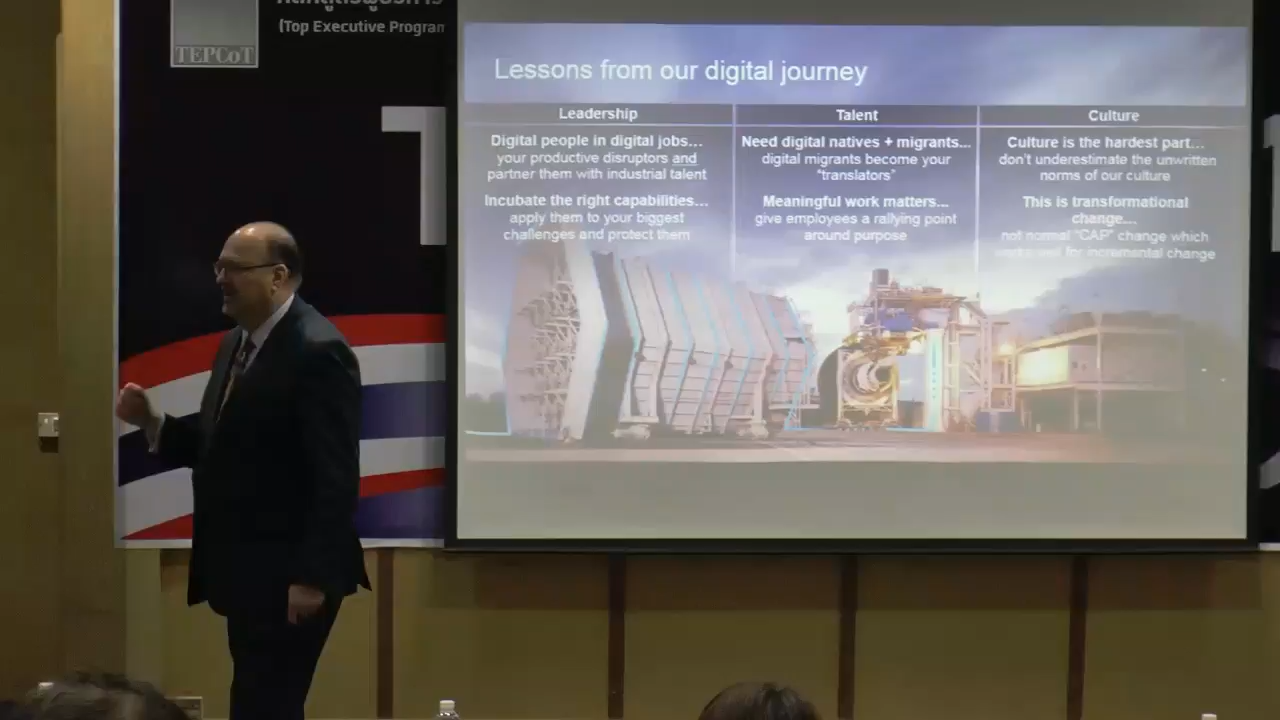 (Top Executive Program
TEPCoT
T
Lessons from our digital journey
Leadership
Digital people in digital jobs...
your productive disruptors and
partner them with industrial talent
Incubate the right capabilities...
apply them to your biggest
challenges and protect them
Talent
Need digital natives + migrants...
digital migrants become your
"translators"
Meaningful work matters...
give employees a rallying point
around purpose
Culture
Culture is the hardest part...
don't underestimate the unwritten
norms of our culture
This is transformational
change...
not normal "CAP" change which
for incremental change